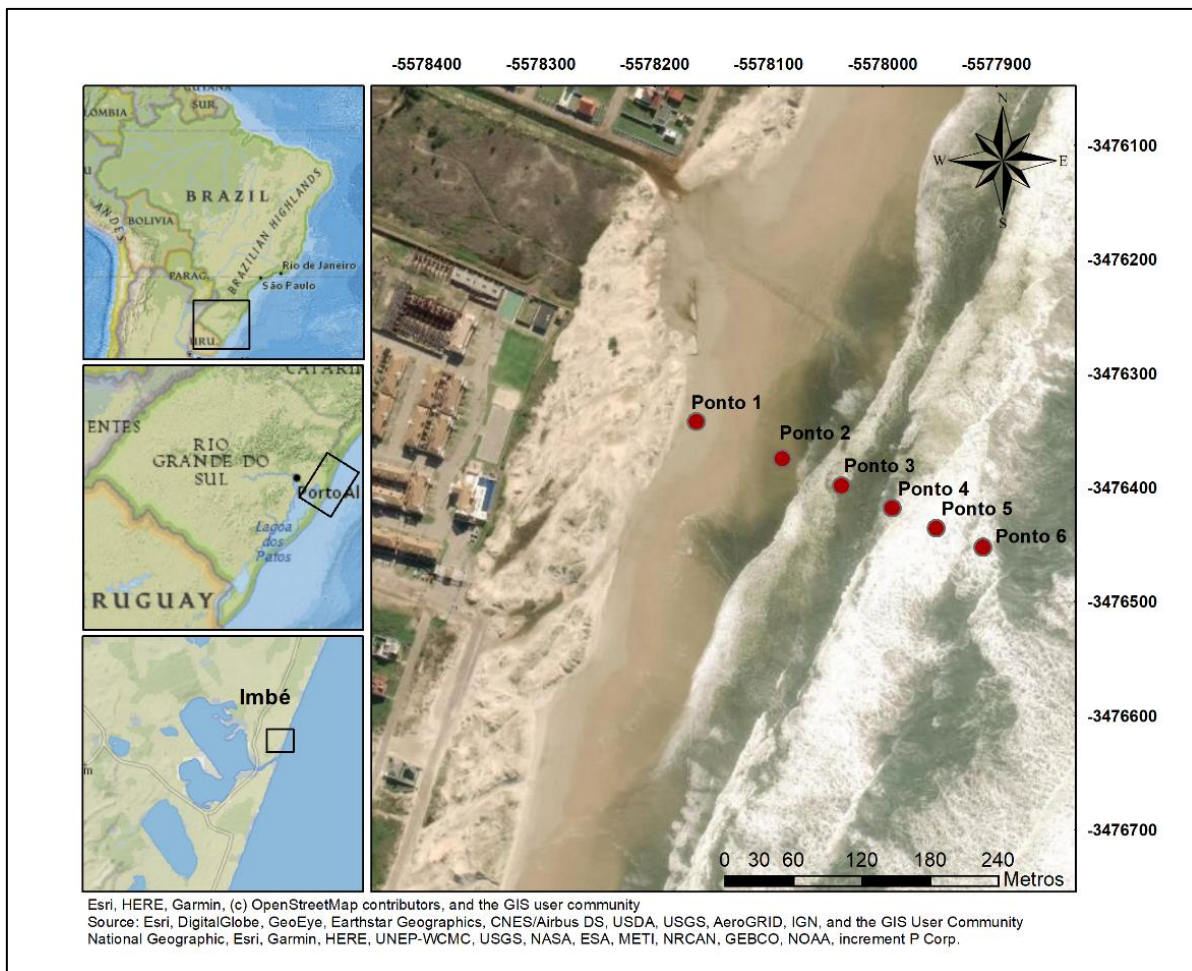 -5578400 -5578300 -5578200 -5578100 -5578000 -5577900
GUYANA
SUR.
LOMBIA
BRAZIL
BRAZILIAN HIGHLANDS
ANDES
BOLIVIA
PARAG.
Rio de Janeiro
São Paulo
URU.
CATARIN
ENTES
RIO
GRANDE DO
SUL
Porto Al
Lagoa
dos
Patos
RUGUAY
Imbé
N
W E
S
-3476100
-3476200
-3476300
-3476400
-3476500
-3476600
-3476700
Ponto 1
Ponto 2
Ponto 3
Ponto 4
Ponto 5
Ponto 6
0 30 60 120 180 240
Metros
Esri, HERE, Garmin, (c) OpenStreetMap contributors, and the GIS user community
Source: Esri, DigitalGlobe, GeoEye, Earthstar Geographics, CNES/Airbus DS, USDA, USGS, AeroGRID, IGN, and the GIS User Community
National Geographic, Esri, Garmin, HERE, UNEP-WCMC, USGS, NASA, ESA, METI, NRCAN, GEBCO, NOAA, increment P Corp.